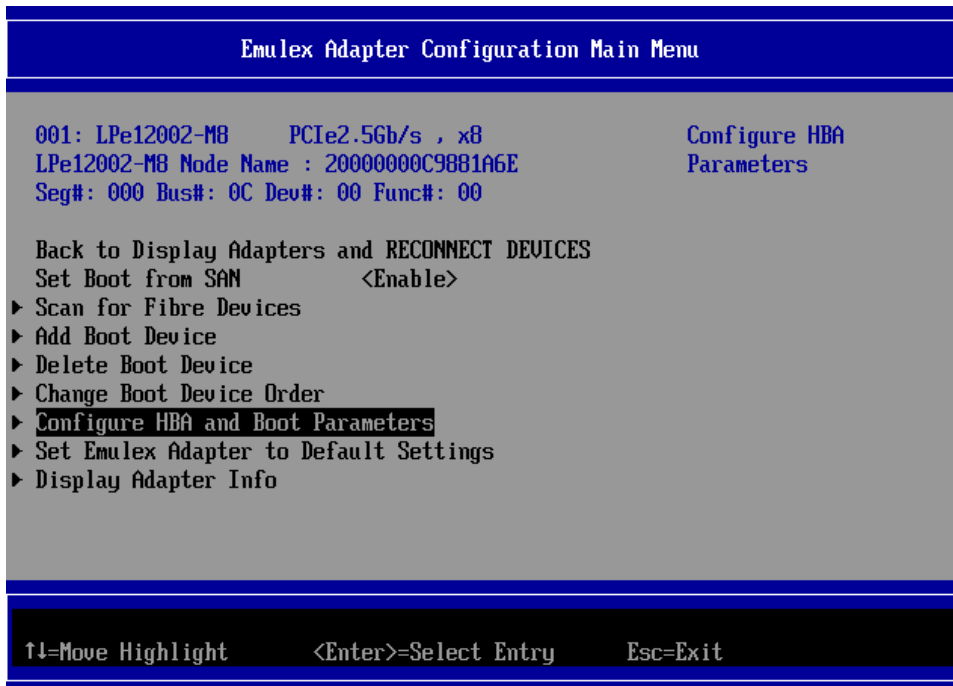 Emulex Adapter Configuration Main Menu
001: LPe12002-M8 PCIe2.5Gb/s , x8 Configure HBA
LPe12002-M8 Node Name : 20000000C9881A6E Parameters
Seg#: 000 Bus#: 0C Dev#: 00 Func#: 00
Back to Display Adapters and RECONNECT DEVICES
Set Boot from SAN <Enable>
▶ Scan for Fibre Devices
▶ Add Boot Device
▶ Delete Boot Device
▶ Change Boot Device Order
▶ Configure HBA and Boot Parameters
▶ Set Emulex Adapter to Default Settings
▶ Display Adapter Info
↑↓=Move Highlight <Enter>=Select Entry Esc=Exit